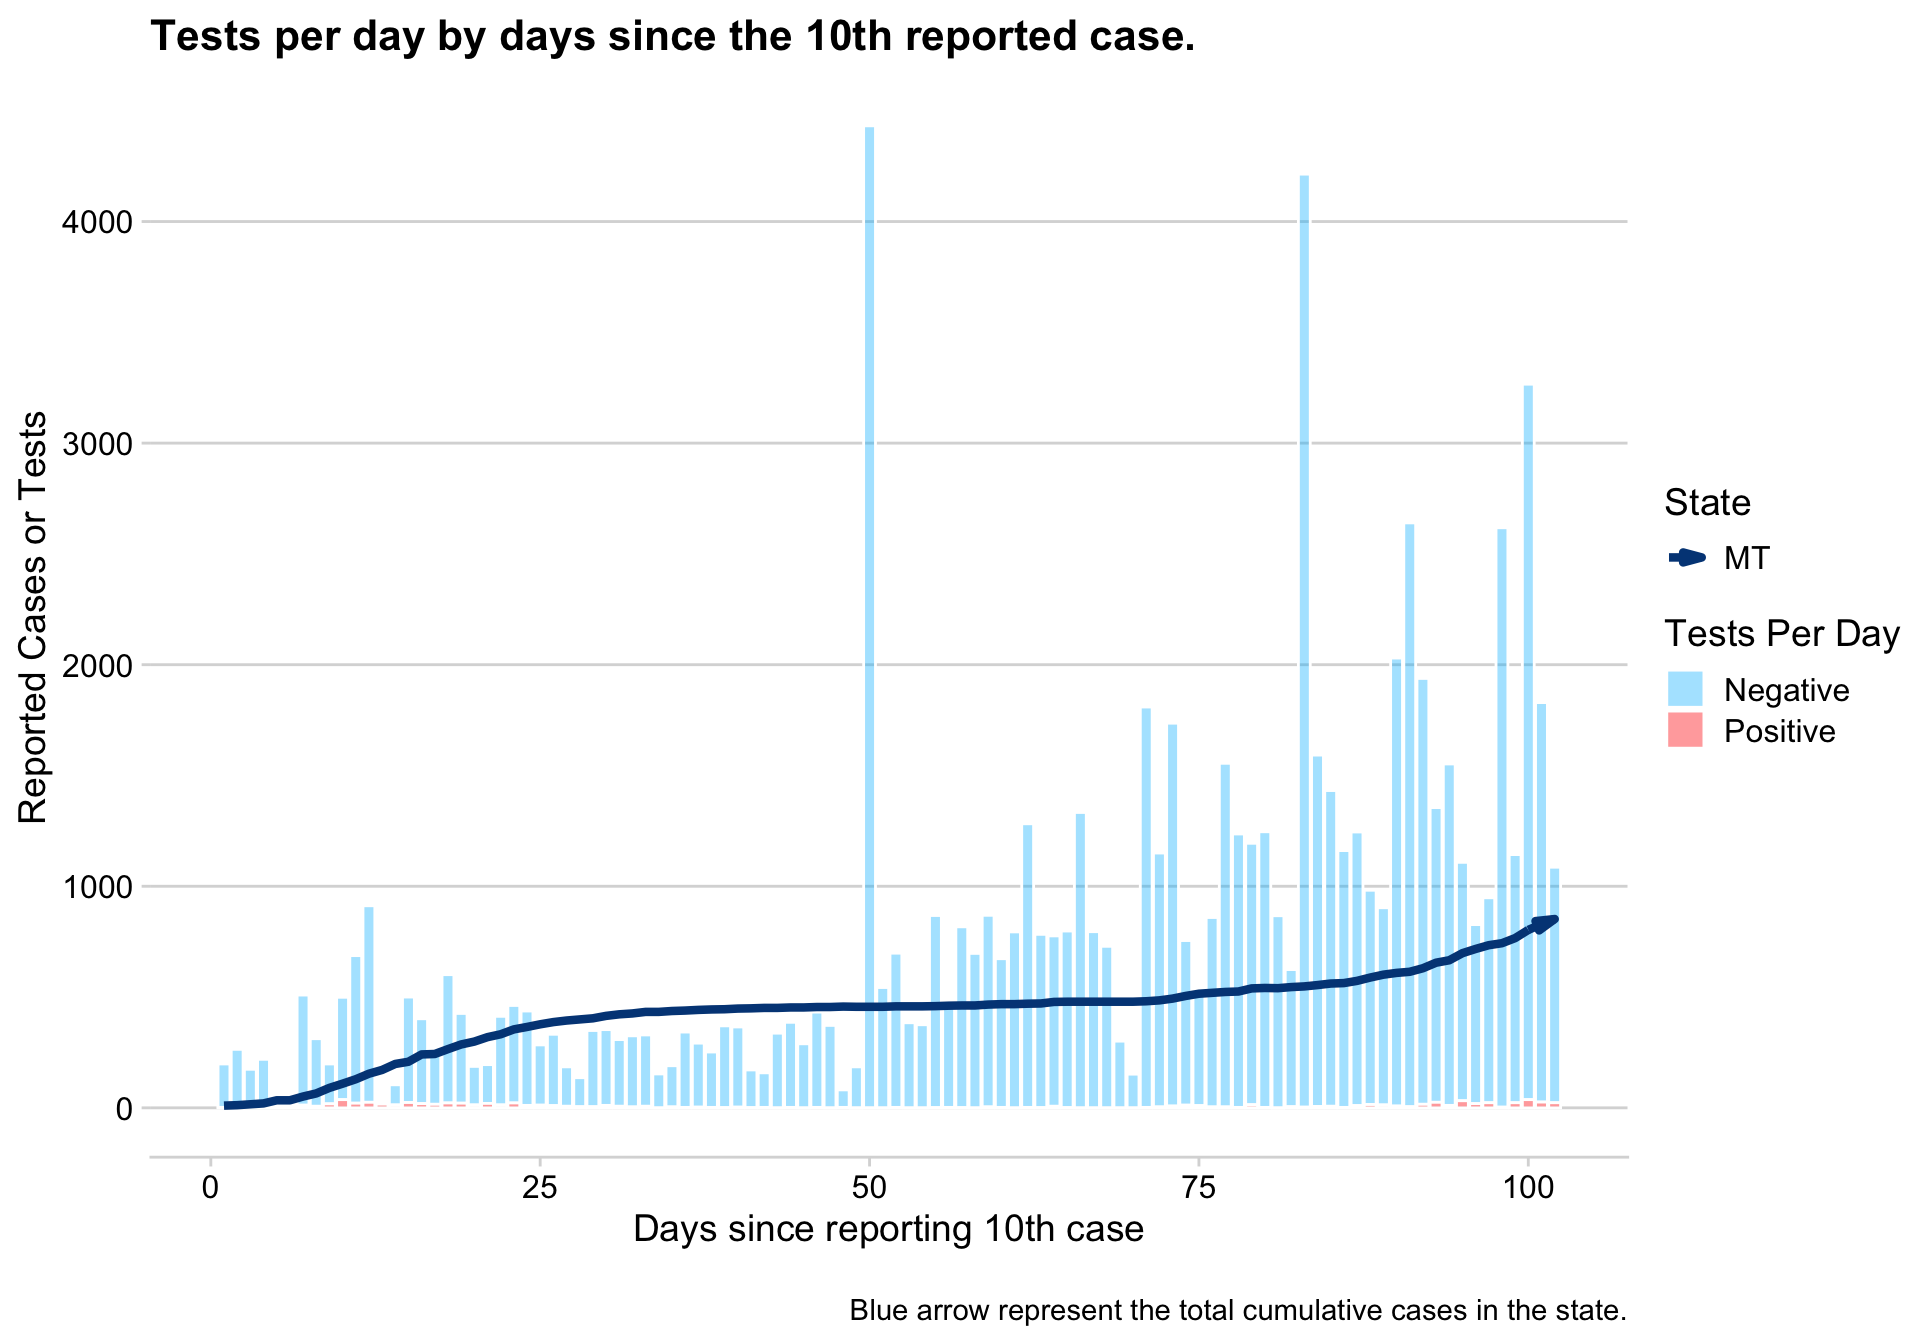 Tests per day by days since the 10th reported case.
Reported Cases or Tests
4000
3000
2000
1000
0
0 25 50 75 100
Days since reporting 10th case
State
MT
Tests Per Day
Negative
Positive
Blue arrow represent the total cumulative cases in the state.